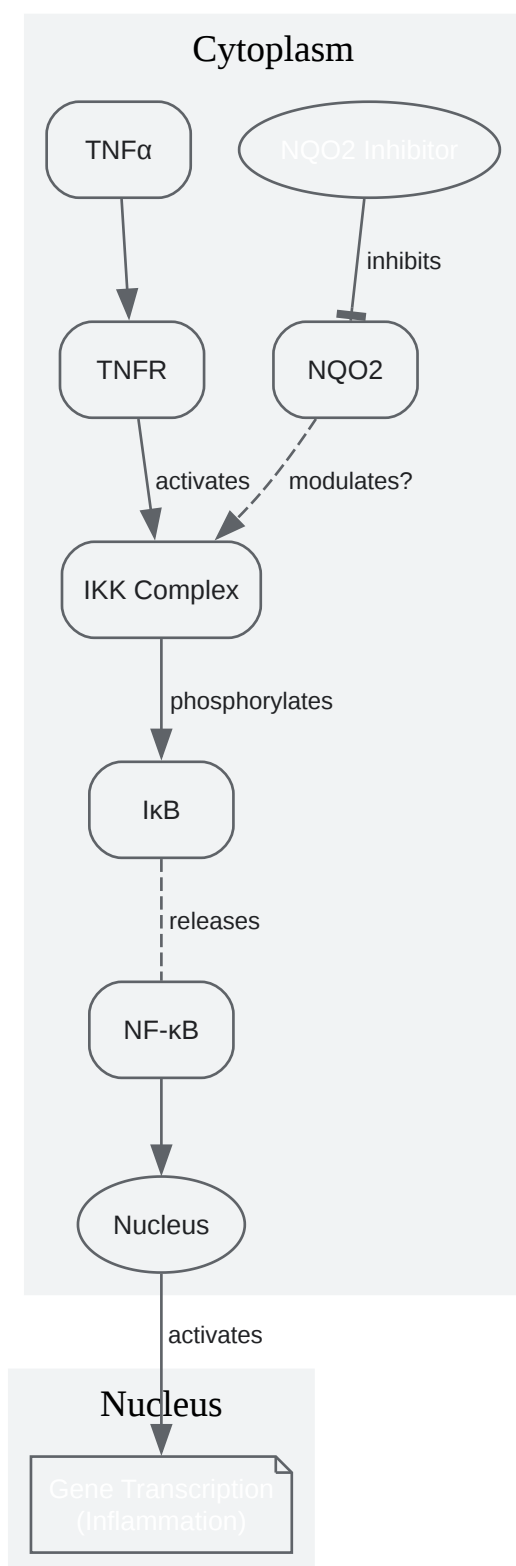 Cytoplasm
TNFα
NQO2 Inhibitor
inhibits
TNFR
NQO2
activates
modulates?
IKK Complex
phosphorylates
IκB
releases
NF-κB
Nucleus
activates
Nucleus
Gene Transcription
(Inflammation)